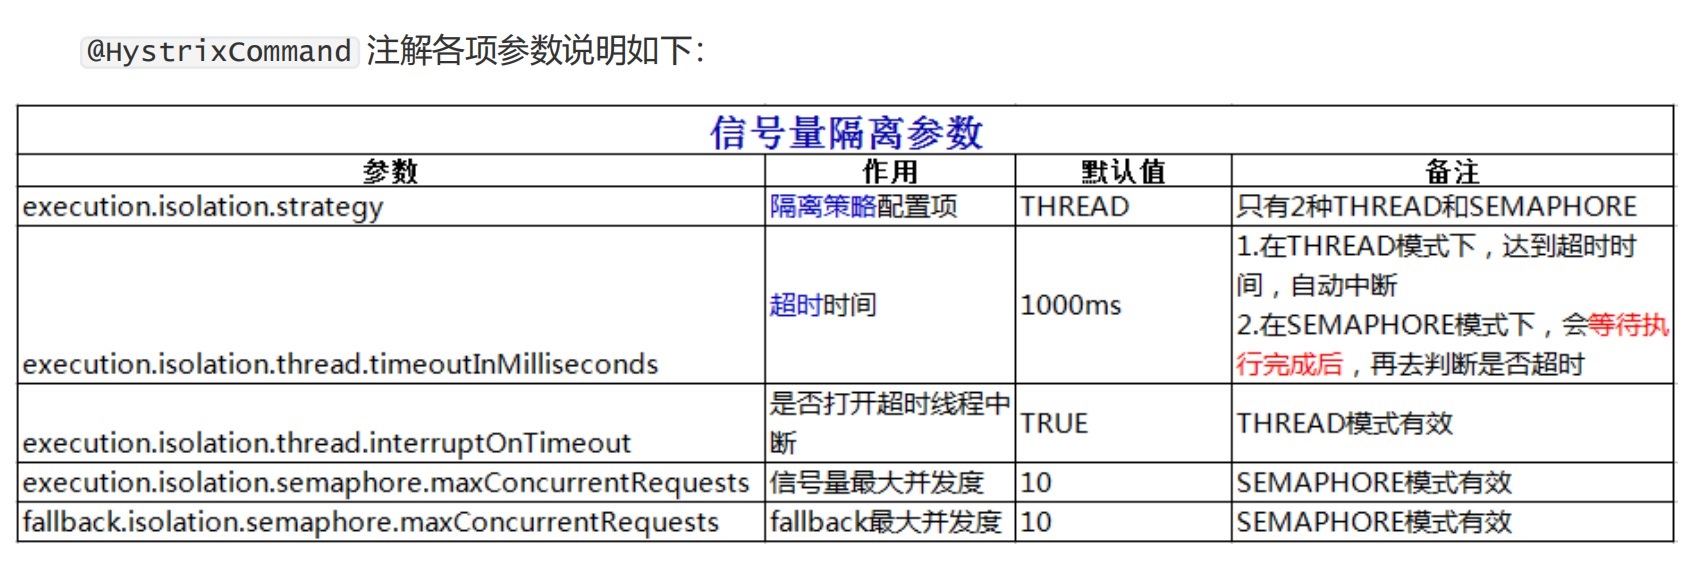 @HystrixCommand 注解各项参数说明如下：
信号量隔离参数
参数 作用 默认值 备注
execution.isolation.strategy 隔离策略配置项 THREAD 只有2种THREAD和SEMAPHORE
execution.isolation.thread.timeoutInMilliseconds 超时时间 1000ms 1.在THREAD模式下，达到超时时
间，自动中断
2.在SEMAPHORE模式下，会等待执
行完成后，再去判断是否超时
execution.isolation.thread.interruptOnTimeout 是否打开超时线程中
断 TRUE THREAD模式有效
execution.isolation.semaphore.maxConcurrentRequests 信号量最大并发度 10 SEMAPHORE模式有效
fallback.isolation.semaphore.maxConcurrentRequests fallback最大并发度 10 SEMAPHORE模式有效